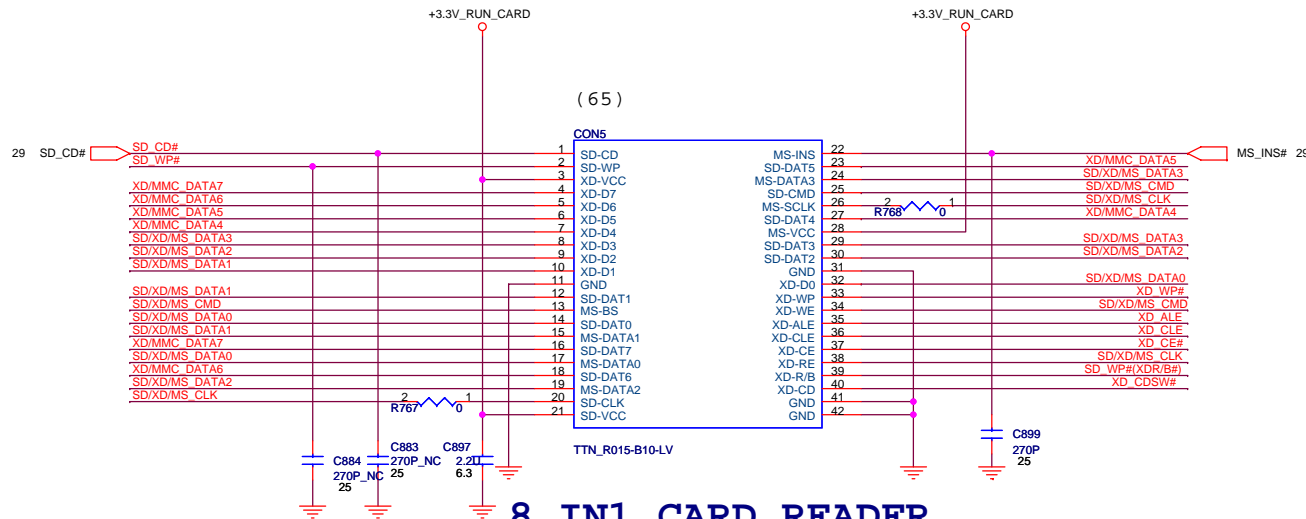 +3.3V_RUN_CARD
+3.3V_RUN_CARD
(65)
CON5
29 SD_CD#
MS_INS# 29
SD_CD# 1 SD-CD
SD_WP# 2 SD-WP
3 XD-VCC
XD/MMC_DATA7 4 XD-D7
XD/MMC_DATA6 5 XD-D6
XD/MMC_DATA5 6 XD-D5
XD/MMC_DATA4 7 XD-D4
SD/XD/MS_DATA3 8 XD-D3
SD/XD/MS_DATA2 9 XD-D2
SD/XD/MS_DATA1 10 XD-D1
11 GND
SD/XD/MS_DATA1 12 SD-DAT1
SD/XD/MS_CMD 13 MS-BS
SD/XD/MS_DATA0 14 SD-DAT0
SD/XD/MS_DATA1 15 MS-DATA1
XD/MMC_DATA7 16 SD-DAT7
SD/XD/MS_DATA0 17 MS-DATA0
XD/MMC_DATA6 18 SD-DAT6
SD/XD/MS_DATA2 19 MS-DATA2
SD/XD/MS_CLK 2 R767 0 1 20 SD-CLK
21 SD-VCC
MS-INS 22
SD-DAT5 23 XD/MMC_DATA5
MS-DATA3 24 SD/XD/MS_DATA3
SD-CMD 25 SD/XD/MS_CMD
MS-SCLK 26 2 R768 0 1 SD/XD/MS_CLK
SD-DAT4 27 XD/MMC_DATA4
MS-VCC 28
SD-DAT3 29 SD/XD/MS_DATA3
SD-DAT2 30 SD/XD/MS_DATA2
GND 31
XD-D0 32 SD/XD/MS_DATA0
XD-WP 33 XD_WP#
XD-WE 34 SD/XD/MS_CMD
XD-ALE 35 XD_ALE
XD-CLE 36 XD_CLE
XD-CE 37 XD_CE#
XD-RE 38 SD/XD/MS_CLK
XD-R/B 39 SD_WP#(XDR/B#)
XD-CD 40 XD_CDSW#
GND 41
GND 42
TTN_R015-B10-LV
C884
270P_NC
25
C883
270P_NC
25
C897
2.2U
6.3
C899
270P
25
8 IN1 CARD READER